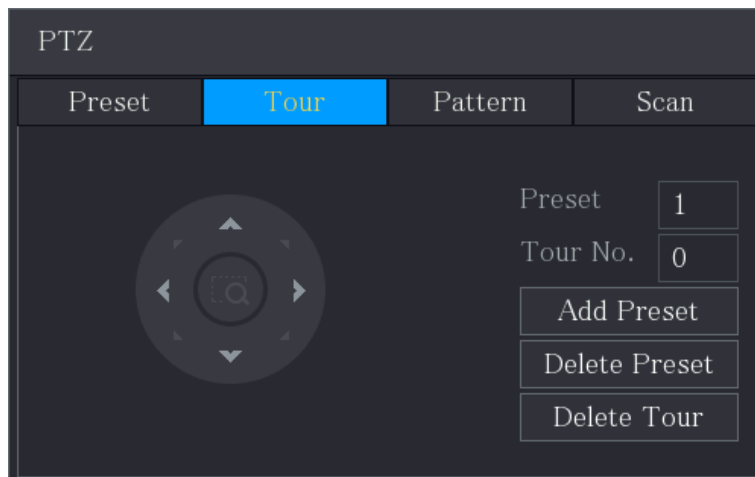 PTZ
Preset Tour Pattern Scan
Preset 1
Tour No. 0
Add Preset
Delete Preset
Delete Tour